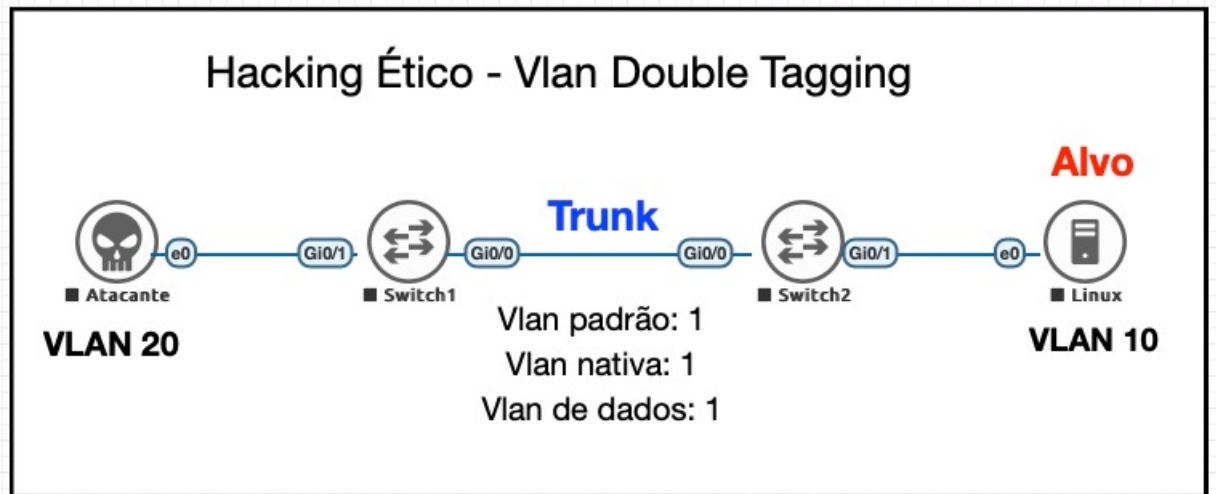 Hacking Ético - Vlan Double Tagging
Alvo
Trunk
e0
Gi0/1
Gi0/0
Gi0/0
Gi0/1
e0
Atacante
Switch1
Switch2
Linux
VLAN 20
Vlan padrão: 1
Vlan nativa: 1
Vlan de dados: 1
VLAN 10